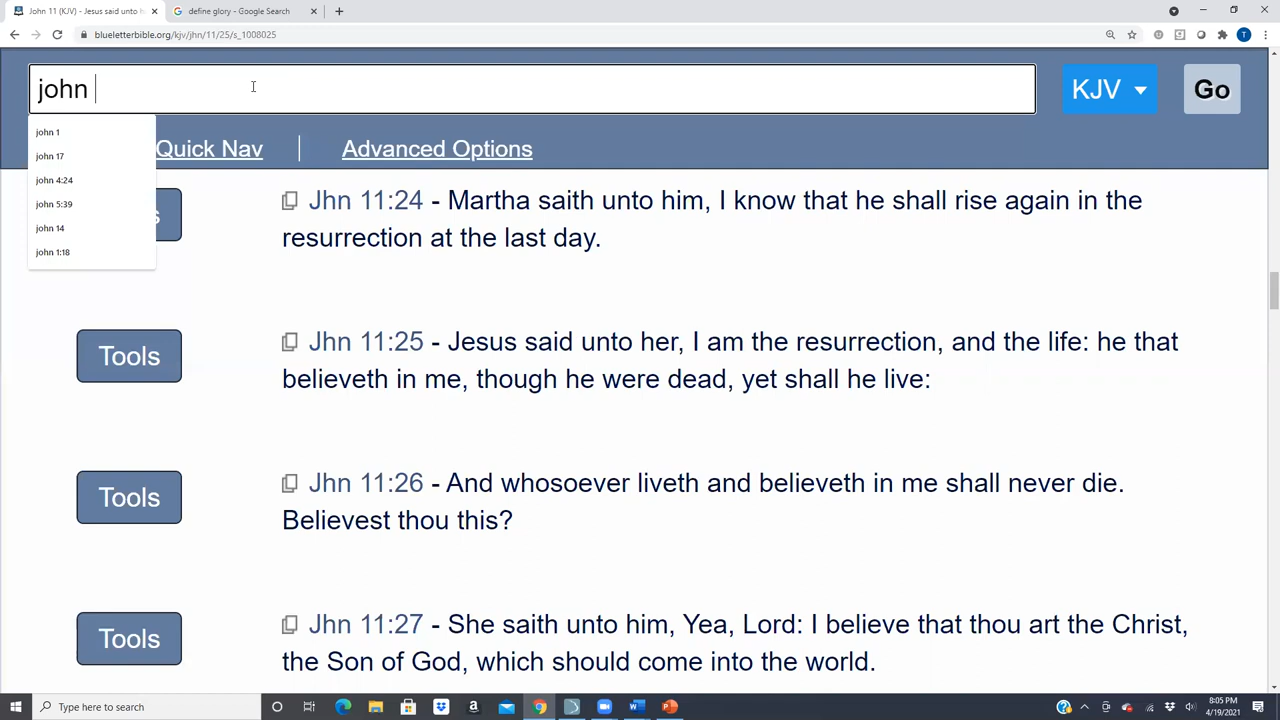 John 11 (KJV) - Jesus said unto h
define glory - Google Search
blueletterbible.org/kjv/jhn/11/25/s_1008025
T
john
KJV
Go
john 1
john 17
john 4:24
john 5:39
john 14
john 1:18
Quick Nav
Advanced Options
Jhn 11:24 - Martha saith unto him, I know that he shall rise again in the
resurrection at the last day.
Tools
Jhn 11:25 - Jesus said unto her, I am the resurrection, and the life: he that
believeth in me, though he were dead, yet shall he live:
Tools
Jhn 11:26 - And whosoever liveth and believeth in me shall never die.
Believest thou this?
Tools
Jhn 11:27 - She saith unto him, Yea, Lord: I believe that thou art the Christ,
the Son of God, which should come into the world.
Type here to search
8:05 PM
4/19/2021